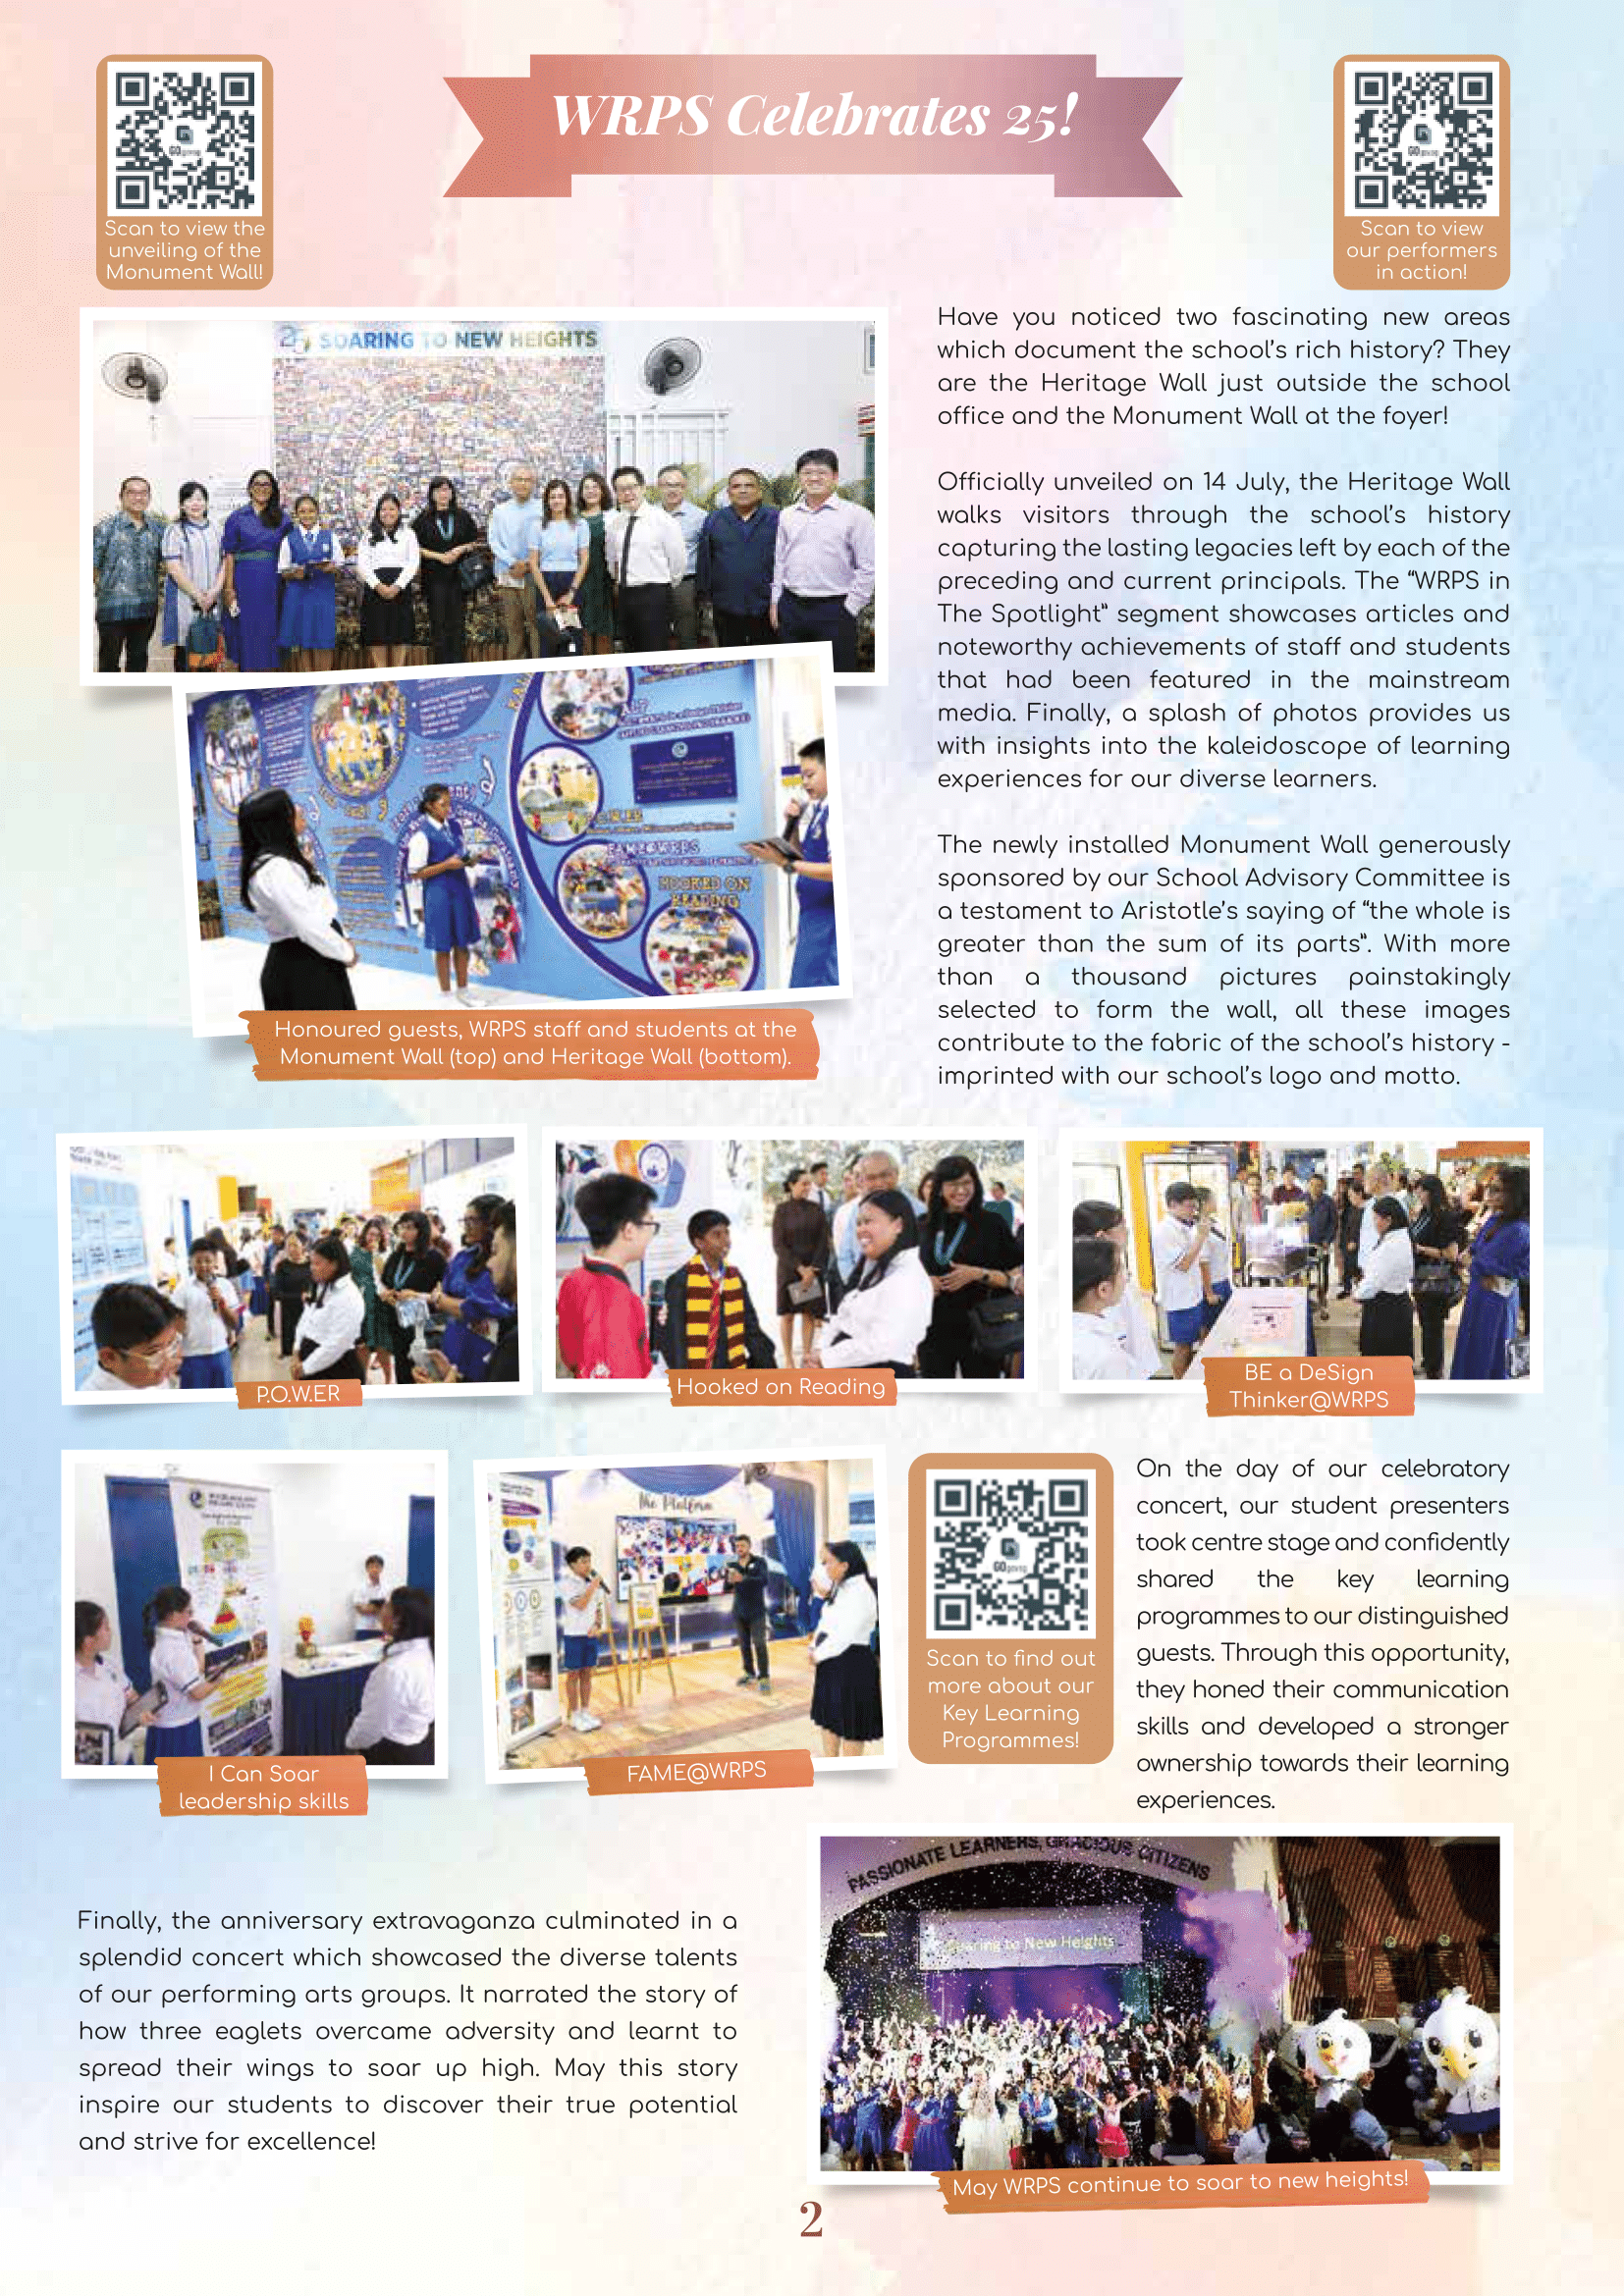 WRPS Celebrates 25!
Scan to view the
unveiling of the
Monument Wall!
Scan to view
our performers
in action!
SOARING TO NEW HEIGHTS
Have you noticed two fascinating new areas
which document the school's rich history? They
are the Heritage Wall just outside the school
office and the Monument Wall at the foyer!
Officially unveiled on 14 July, the Heritage Wall
walks visitors through the school's history
capturing the lasting legacies left by each of the
preceding and current principals. The “WRPS in
The Spotlight” segment showcases articles and
noteworthy achievements of staff and students
that had been featured in the mainstream
media. Finally, a splash of photos provides us
with insights into the kaleidoscope of learning
experiences for our diverse learners.
The newly installed Monument Wall generously
sponsored by our School Advisory Committee is
a testament to Aristotle's saying of “the whole is
greater than the sum of its parts”. With more
than a thousand pictures painstakingly
selected to form the wall, all these images
contribute to the fabric of the school's history -
imprinted with our school's logo and motto.
FAME@WRPS
HOOKED ON
READING
Honoured guests, WRPS staff and students at the
Monument Wall (top) and Heritage Wall (bottom).
P.O.W.ER
Hooked on Reading
BE a DeSign
Thinker@WRPS
I Can Soar
leadership skills
The Platform
FAME@WRPS
Scan to find out
more about our
Key Learning
Programmes!
On the day of our celebratory
concert, our student presenters
took centre stage and confidently
shared the key learning
programmes to our distinguished
guests. Through this opportunity,
they honed their communication
skills and developed a stronger
ownership towards their learning
experiences.
Finally, the anniversary extravaganza culminated in a
splendid concert which showcased the diverse talents
of our performing arts groups. It narrated the story of
how three eaglets overcame adversity and learnt to
spread their wings to soar up high. May this story
inspire our students to discover their true potential
and strive for excellence!
PASSIONATE LEARNERS, GRACIOUS CITIZENS
Soaring to New Heights
May WRPS continue to soar to new heights!
2